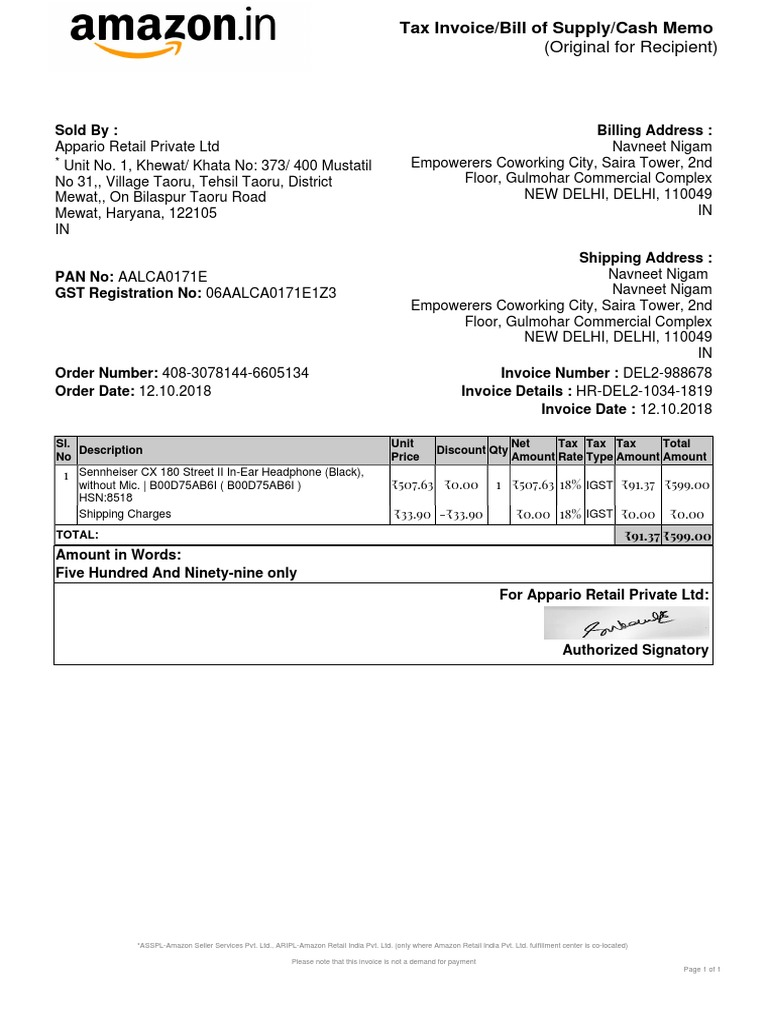 amazon.in
Tax Invoice/Bill of Supply/Cash Memo
(Original for Recipient)
Sold By :
Appario Retail Private Ltd
* Unit No. 1, Khewat/ Khata No: 373/ 400 Mustatil
No 31,, Village Taoru, Tehsil Taoru, District
Mewat,, On Bilaspur Taoru Road
Mewat, Haryana, 122105
IN
Billing Address :
Navneet Nigam
Empowerers Coworking City, Saira Tower, 2nd
Floor, Gulmohar Commercial Complex
NEW DELHI, DELHI, 110049
IN
PAN No: AALCA0171E
GST Registration No: 06AALCA0171E1Z3
Shipping Address :
Navneet Nigam
Navneet Nigam
Empowerers Coworking City, Saira Tower, 2nd
Floor, Gulmohar Commercial Complex
NEW DELHI, DELHI, 110049
IN
Order Number: 408-3078144-6605134
Order Date: 12.10.2018
Invoice Number : DEL2-988678
Invoice Details : HR-DEL2-1034-1819
Invoice Date : 12.10.2018
Sl. No Description Unit Price Discount Qty Net Amount Tax Rate Tax Type Tax Amount Total Amount
1 Sennheiser CX 180 Street II In-Ear Headphone (Black),
without Mic. | B00D75AB6I ( B00D75AB6I ) ₹507.63 ₹0.00 1 ₹507.63 18% IGST ₹91.37 ₹599.00
HSN:8518
Shipping Charges ₹33.90 -₹33.90 ₹0.00 18% IGST ₹0.00 ₹0.00
TOTAL: ₹91.37 ₹599.00
Amount in Words:
Five Hundred And Ninety-nine only
For Appario Retail Private Ltd:
Authorized Signatory
*ASSPL-Amazon Seller Services Pvt. Ltd., ARIPL-Amazon Retail India Pvt. Ltd. (only where Amazon Retail India Pvt. Ltd. fulfillment center is co-located)
Please note that this invoice is not a demand for payment
Page 1 of 1